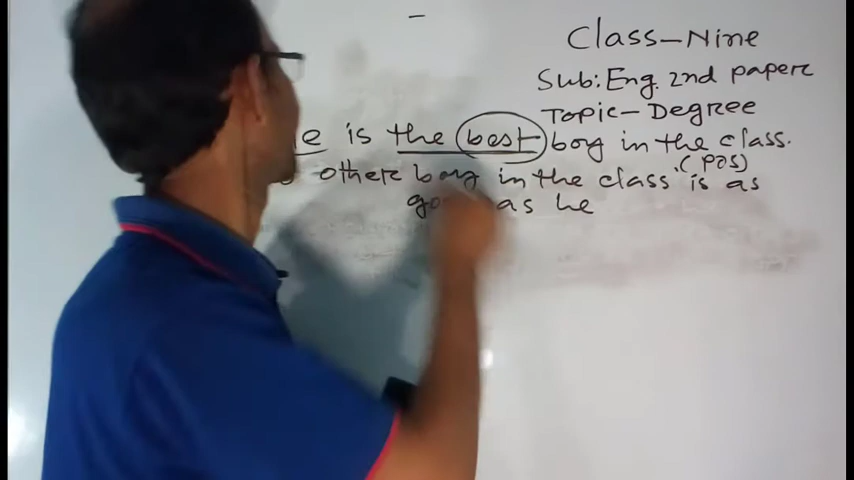 Class-Nine
Sub: Eng. 2nd paper
Topic-Degree
is the best boy in the class.
other boy in the class (pos) is as
as he